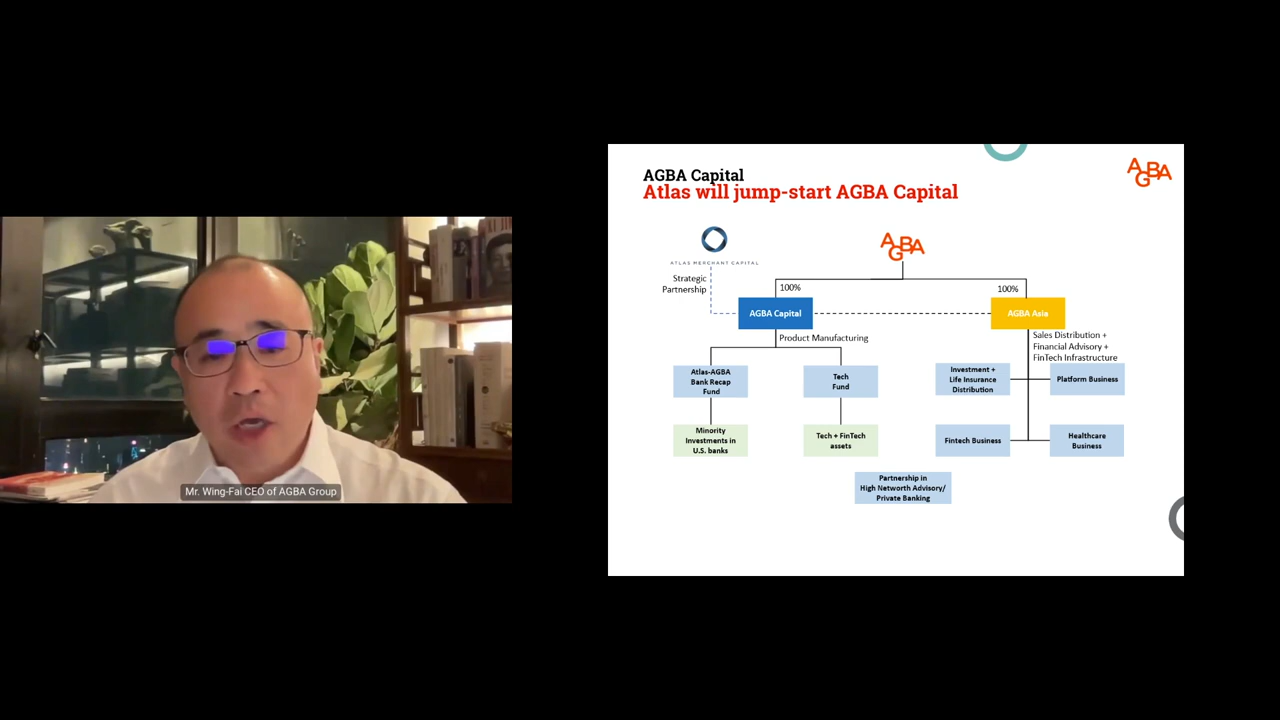 Mr. Wing-Fai CEO of AGBA Group
AGBA Capital
Atlas will jump-start AGBA Capital
AGBA
ATLAS MERCHANT CAPITAL
AGBA
Strategic
Partnership
100%
100%
AGBA Capital
AGBA Asia
Product Manufacturing
Sales Distribution +
Financial Advisory +
FinTech Infrastructure
Atlas-AGBA
Bank Recap
Fund
Tech
Fund
Investment +
Life Insurance
Distribution
Platform Business
Minority
Investments in
U.S. banks
Tech + FinTech
assets
Fintech Business
Healthcare
Business
Partnership in
High Networth Advisory/
Private Banking